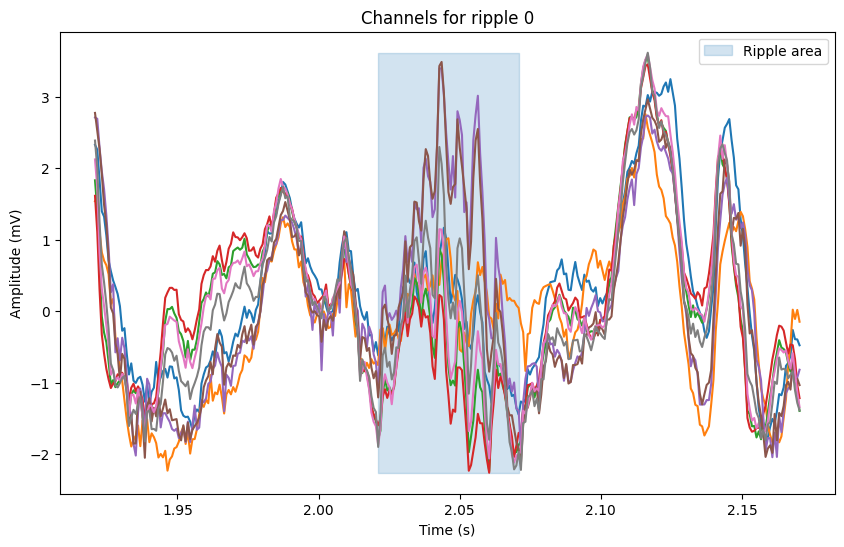 Channels for ripple 0
Ripple area
Amplitude (mV)
3
2
1
0
−1
−2
1.95
2.00
2.05
2.10
2.15
Time (s)